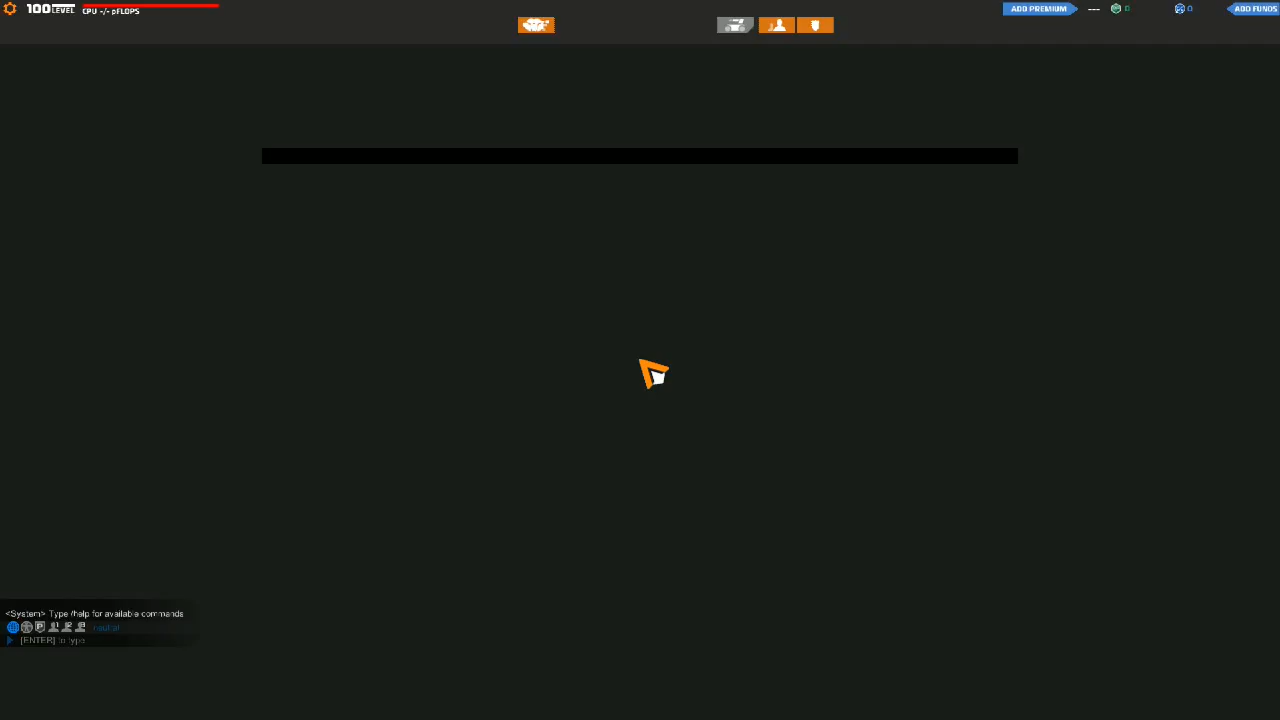 100 LEVEL CPU -/- pFLOPS ADD PREMIUM --- 0 0 ADD FUNDS
<System> Type /help for available commands
neutral
[ENTER] to type